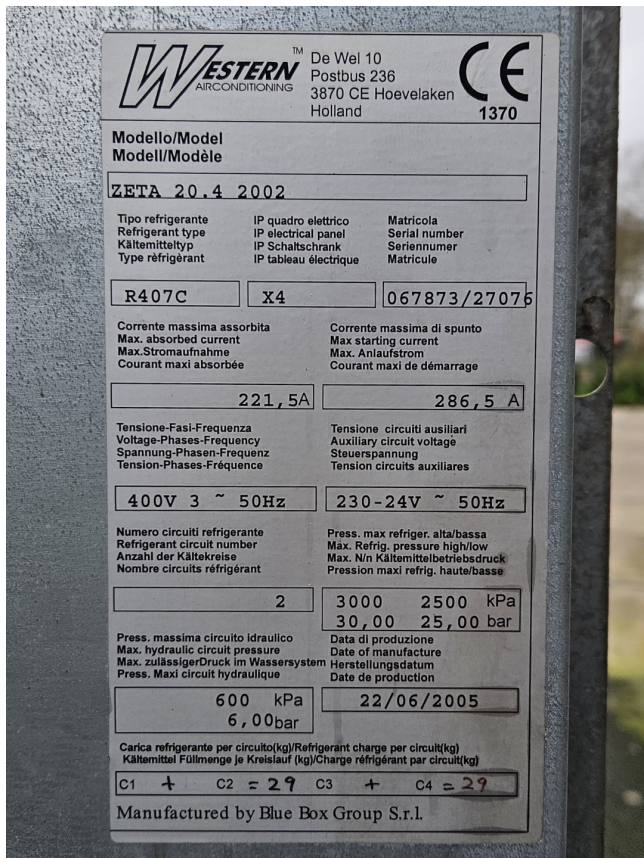 WESTERN™
AIRCONDITIONING
De Wel 10
Postbus 236
3870 CE Hoevelaken
Holland
CE
1370
Modello/Model
Modell/Modèle
ZETA 20.4 2002
Tipo refrigerante
Refrigerant type
Kältemitteltyp
Type rèfrigèrant
R407C
IP quadro elettrico
IP electrical panel
IP Schaltschrank
IP tableau électrique
X4
Matricola
Serial number
Seriennumer
Matricule
067873/27076
Corrente massima assorbita
Max. absorbed current
Max.Stromaufnahme
Courant maxi absorbée
221,5A
Corrente massima di spunto
Max starting current
Max. Anlaufstrom
Courant maxi de démarrage
286,5 A
Tensione-Fasi-Frequenza
Voltage-Phases-Frequency
Spannung-Phasen-Frequenz
Tension-Phases-Fréquence
400V 3 ~ 50Hz
Tensione circuiti ausiliari
Auxiliary circuit voltage
Steuerspannung
Tension circuits auxiliares
230-24V ~ 50Hz
Numero circuiti refrigerante
Refrigerant circuit number
Anzahl der Kältekreise
Nombre circuits réfrigérant
2
Press. max refriger. alta/bassa
Max. Refrig. pressure high/low
Max. N/n Kältemittelbetriebsdruck
Pression maxi refrig. haute/basse
3000 2500 kPa
30,00 25,00 bar
Press. massima circuito idraulico
Max. hydraulic circuit pressure
Max. zulässigerDruck im Wassersystem
Press. Maxi circuit hydraulique
600 kPa
6,00bar
Data di produzione
Date of manufacture
Herstellungsdatum
Date de production
22/06/2005
Carica refrigerante per circuito(kg)/Refrigerant charge per circuit(kg)
Kältemittel Füllmenge je Kreislauf (kg)/Charge réfrigérant par circuit(kg)
C1 + C2 = 29 C3 + C4 = 29
Manufactured by Blue Box Group S.r.l.